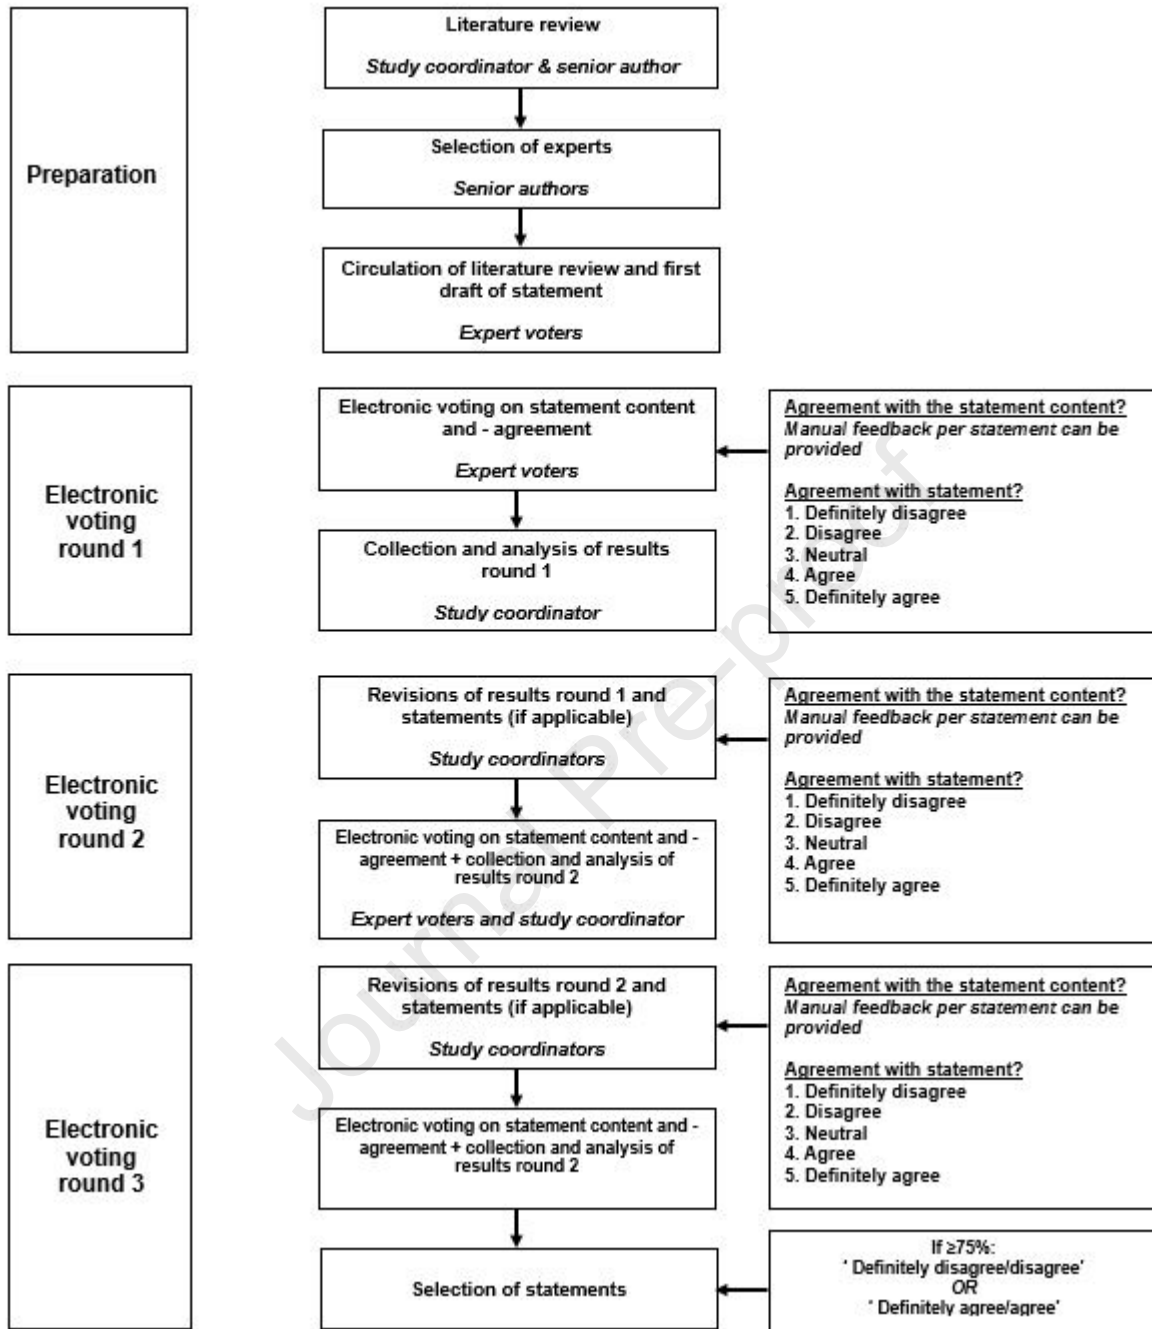 Preparation
Literature review
Study coordinator & senior author
Selection of experts
Senior authors
Circulation of literature review and first
draft of statement
Expert voters
Electronic
voting
round 1
Electronic voting on statement content
and - agreement
Expert voters
Collection and analysis of results
round 1
Study coordinator
Agreement with the statement content?
Manual feedback per statement can be
provided
Agreement with statement?
1. Definitely disagree
2. Disagree
3. Neutral
4. Agree
5. Definitely agree
Electronic
voting
round 2
Revisions of results round 1 and
statements (if applicable)
Study coordinators
Electronic voting on statement content and -
agreement + collection and analysis of
results round 2
Expert voters and study coordinator
Agreement with the statement content?
Manual feedback per statement can be
provided
Agreement with statement?
1. Definitely disagree
2. Disagree
3. Neutral
4. Agree
5. Definitely agree
Electronic
voting
round 3
Revisions of results round 2 and
statements (if applicable)
Study coordinators
Electronic voting on statement content and -
agreement + collection and analysis of
results round 2
Selection of statements
Agreement with the statement content?
Manual feedback per statement can be
provided
Agreement with statement?
1. Definitely disagree
2. Disagree
3. Neutral
4. Agree
5. Definitely agree
If ≥75%:
' Definitely disagree/disagree'
OR
' Definitely agree/agree'
Journal Pre-proof